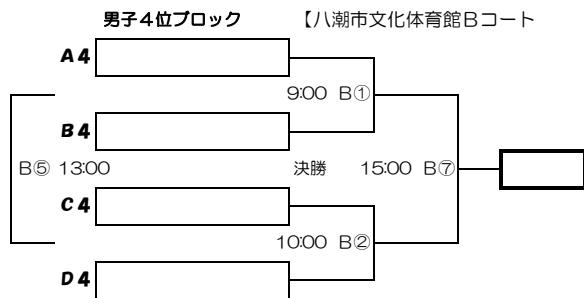 男子４位ブロック 【八潮市文化体育館Ｂコート
A4
9:00 B①
B4
B⑤ 13:00 決勝 15:00 B⑦
C4
10:00 B②
D4